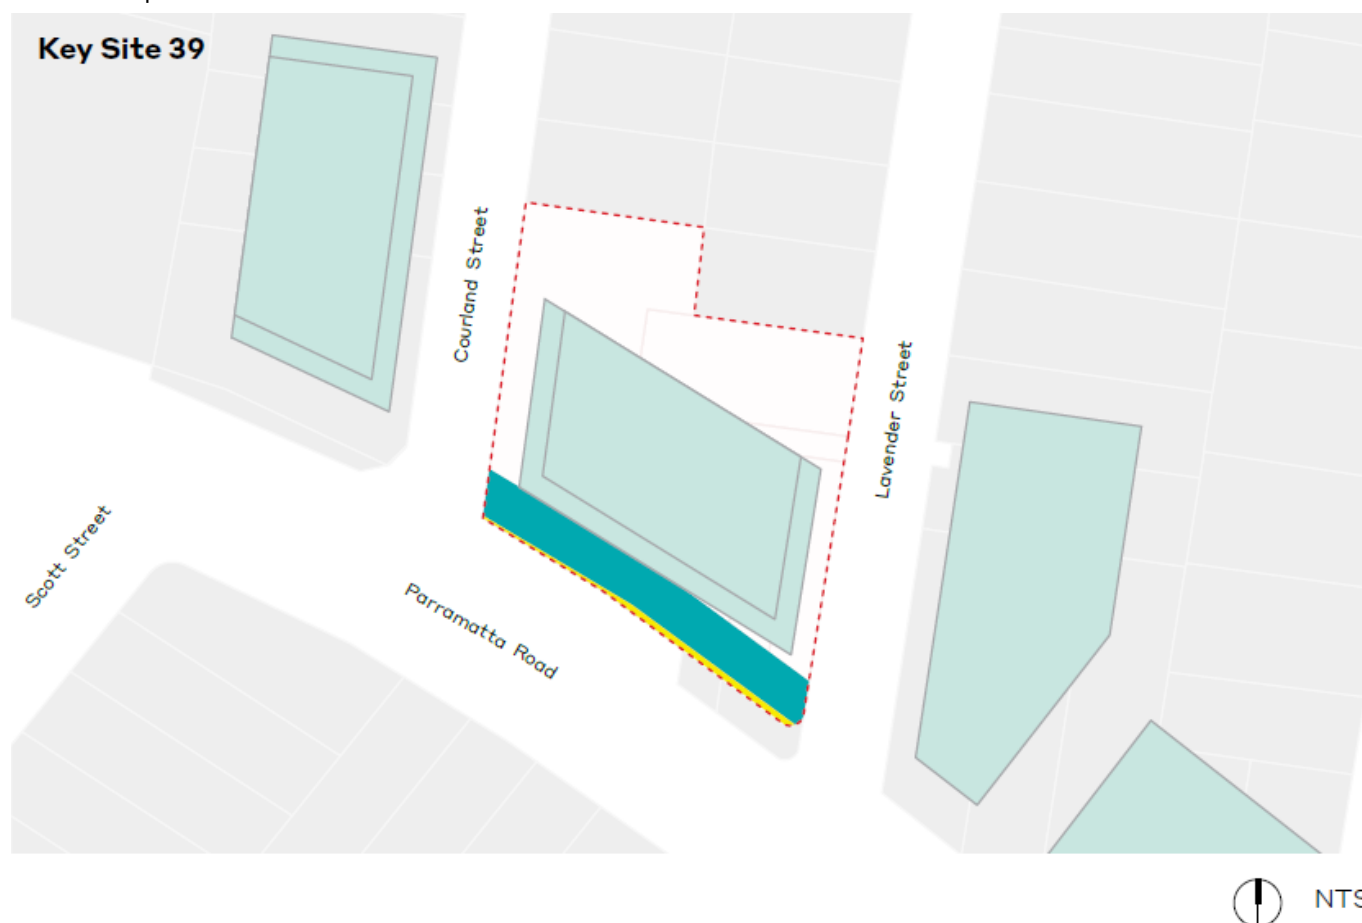 Key Site 39
Courland Street
Lavender Street
Scott Street
Parramatta Road
NTS